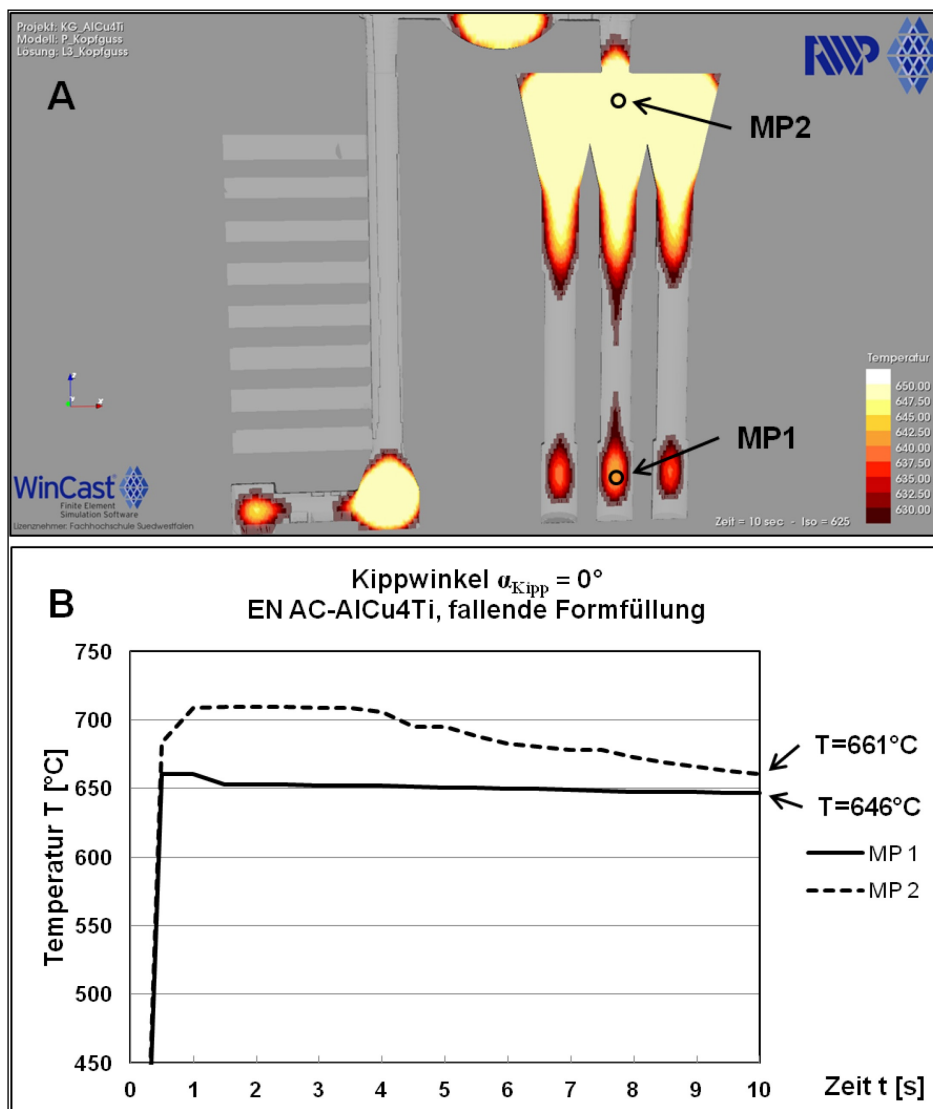 Projekt: KG_AlCu4Ti
Modell: P_Kopfguss
Lösung: L3_Kopfguss
RWP
A
MP2
MP1
Temperatur
650.00
647.50
645.00
642.50
640.00
637.50
635.00
632.50
630.00
WinCast
Finite Element
Simulation Software
Lizenznehmer: Fachhochschule Suedwestfalen
Zeit = 10 sec - Iso = 625
B
Kippwinkel αKipp = 0°
EN AC-AlCu4Ti, fallende Formfüllung
Temperatur T [°C]
750
700
650
600
550
500
450
T=661°C
T=646°C
MP 1
MP 2
0 1 2 3 4 5 6 7 8 9 10
Zeit t [s]